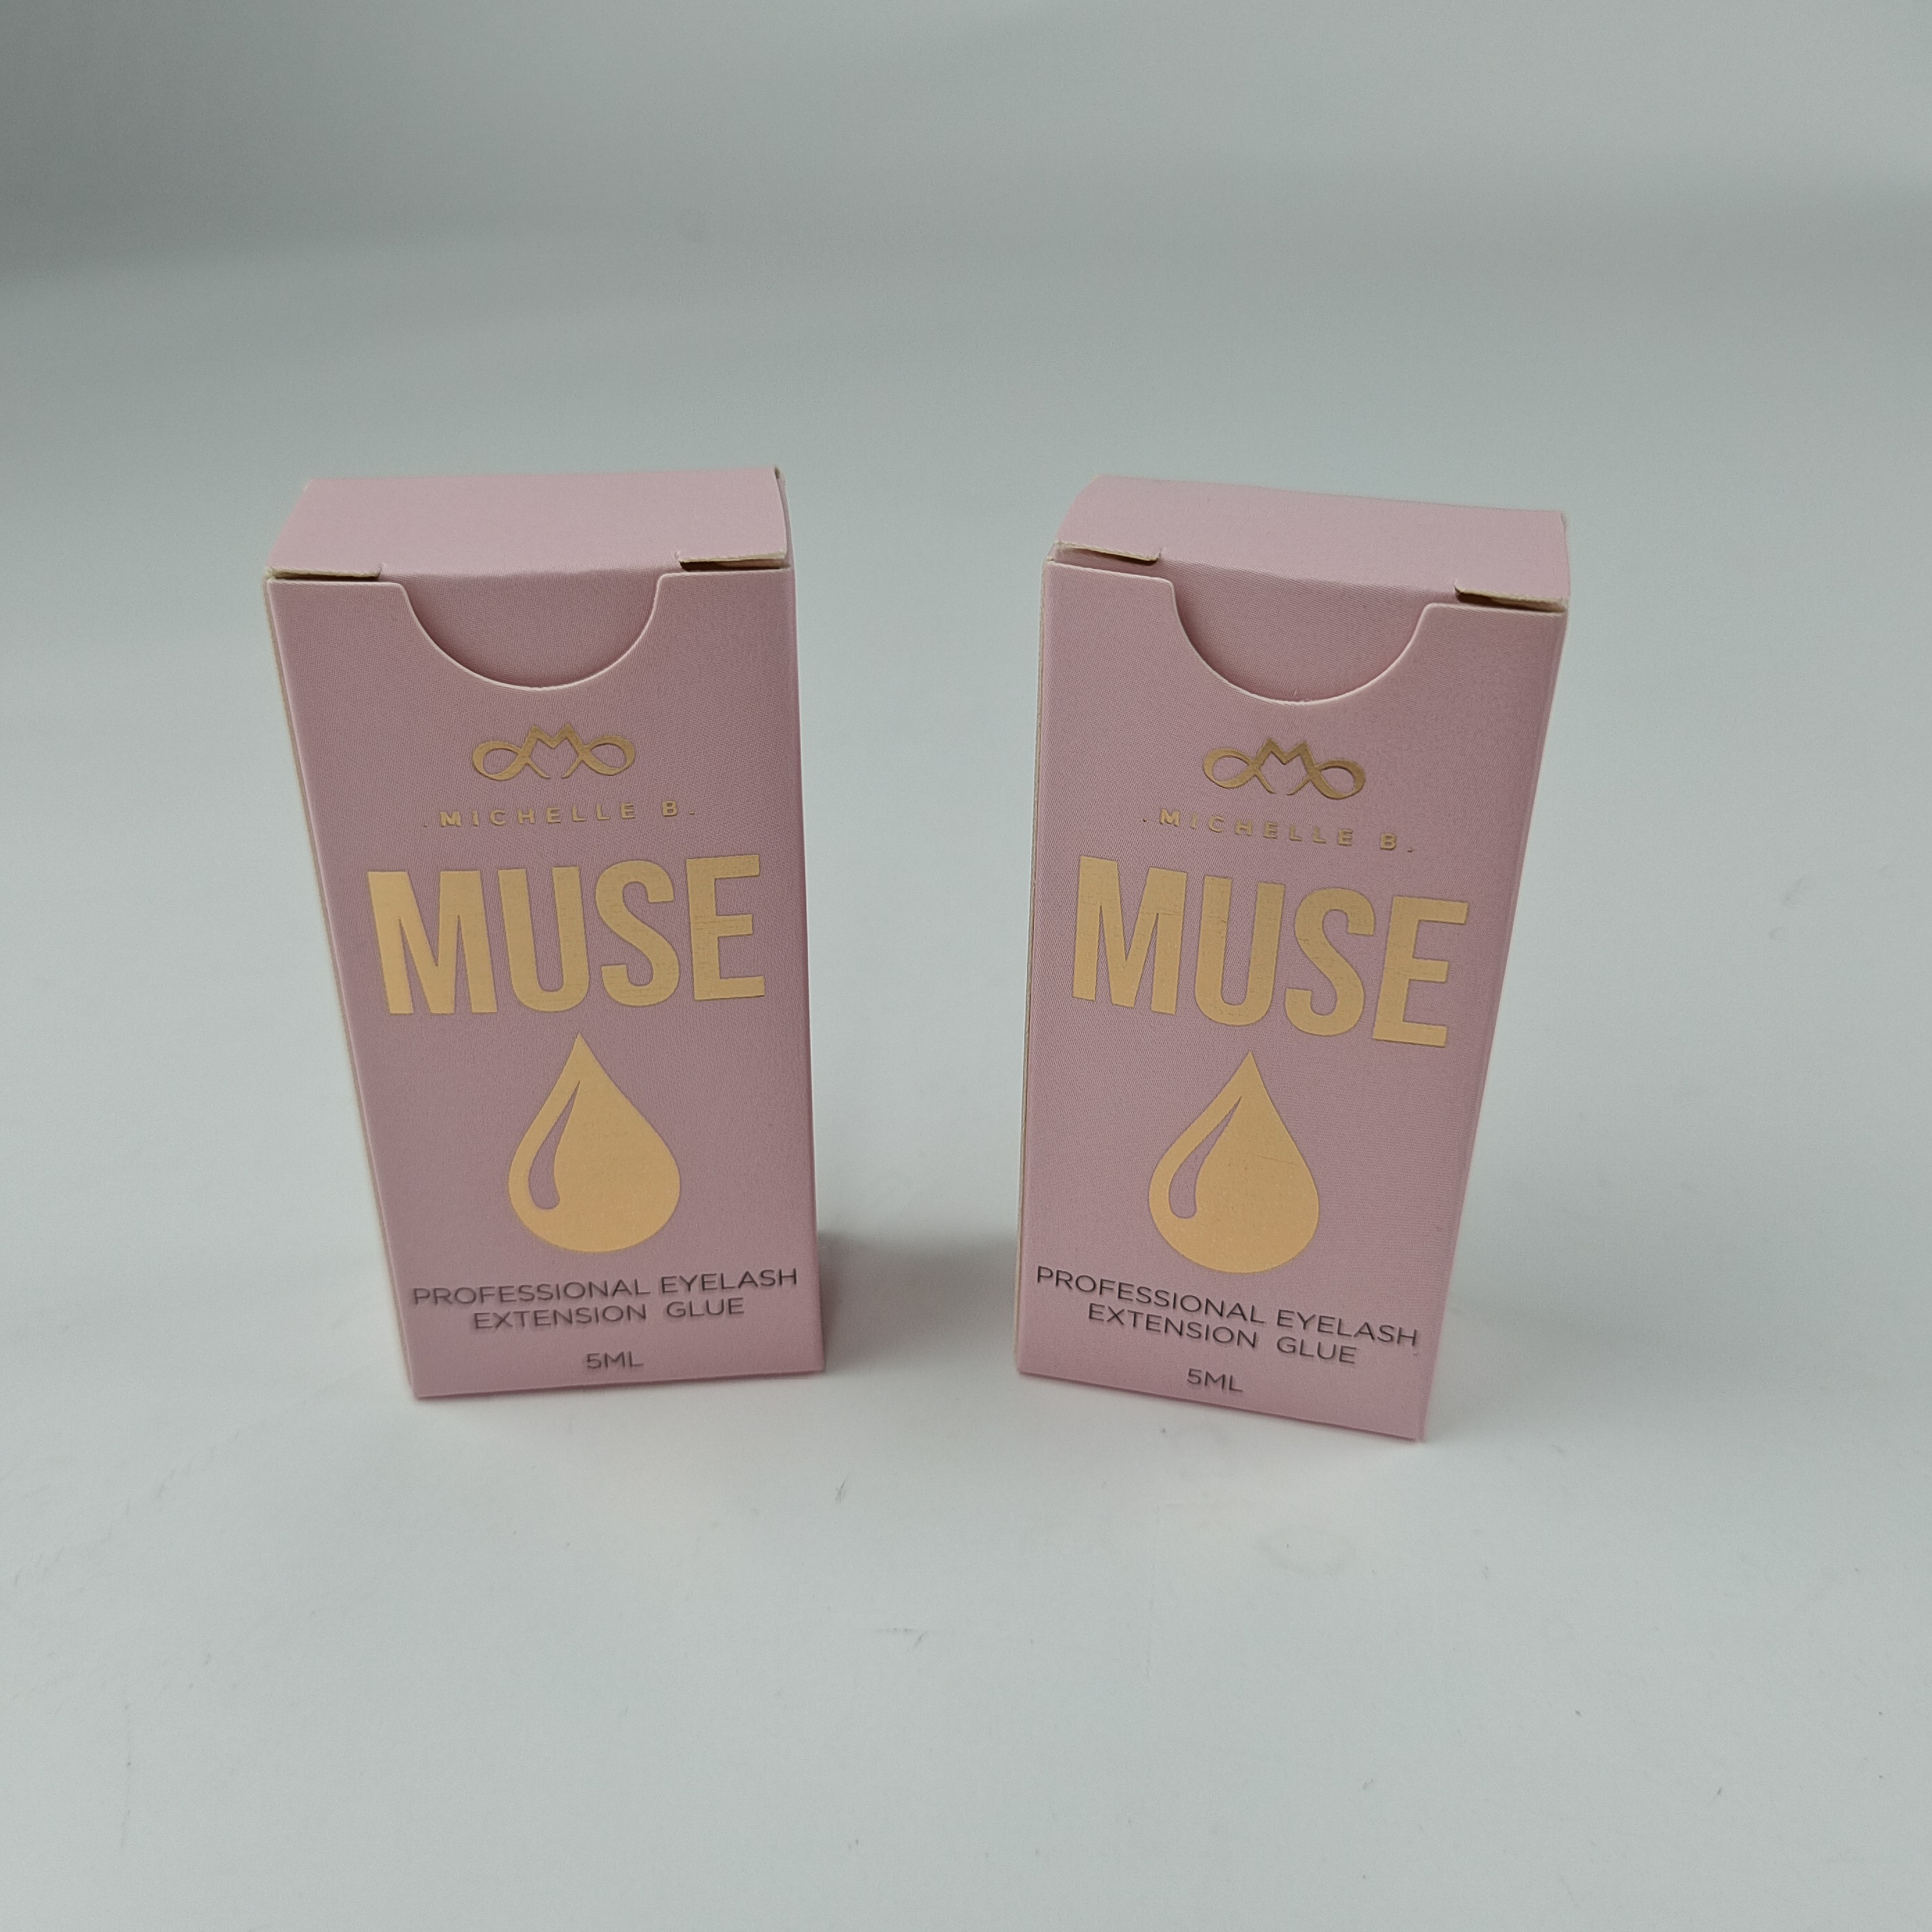 .MICHELLE B.
MUSE
PROFESSIONAL EYELASH
EXTENSION GLUE
5ML
.MICHELLE B.
MUSE
PROFESSIONAL EYELASH
EXTENSION GLUE
5ML